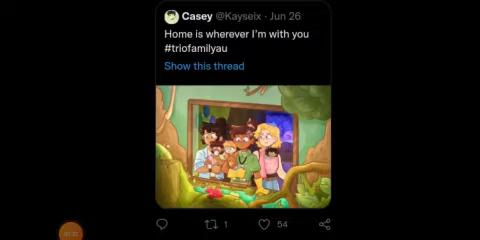 Casey @Kayseix · Jun 26
Home is wherever I'm with you
#triofamilyau
Show this thread
1
54